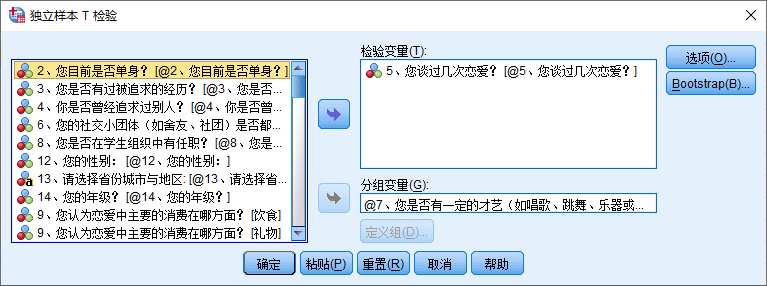 独立样本 T 检验
2、您目前是否单身？ [@2、您目前是否单身？]
3、您是否有过被追求的经历？ [@3、您是否...
4、你是否曾经追求过别人？ [@4、你是否曾...
6、您的社交小团体（如舍友、社团）是否都...
8、您是否在学生组织中有任职？ [@8、您是...
12、您的性别： [@12、您的性别：]
13、请选择省份城市与地区: [@13、请选择省...
14、您的年级？ [@14、您的年级？]
9、您认为恋爱中主要的消费在哪方面？ [饮食]
9、您认为恋爱中主要的消费在哪方面？ [礼物]
检验变量(T):
5、您谈过几次恋爱？ [@5、您谈过几次恋爱？]
分组变量(G):
@7、您是否有一定的才艺（如唱歌、跳舞、乐器或...
定义组(D)...
选项(O)...
Bootstrap(B)...
确定
粘贴(P)
重置(R)
取消
帮助